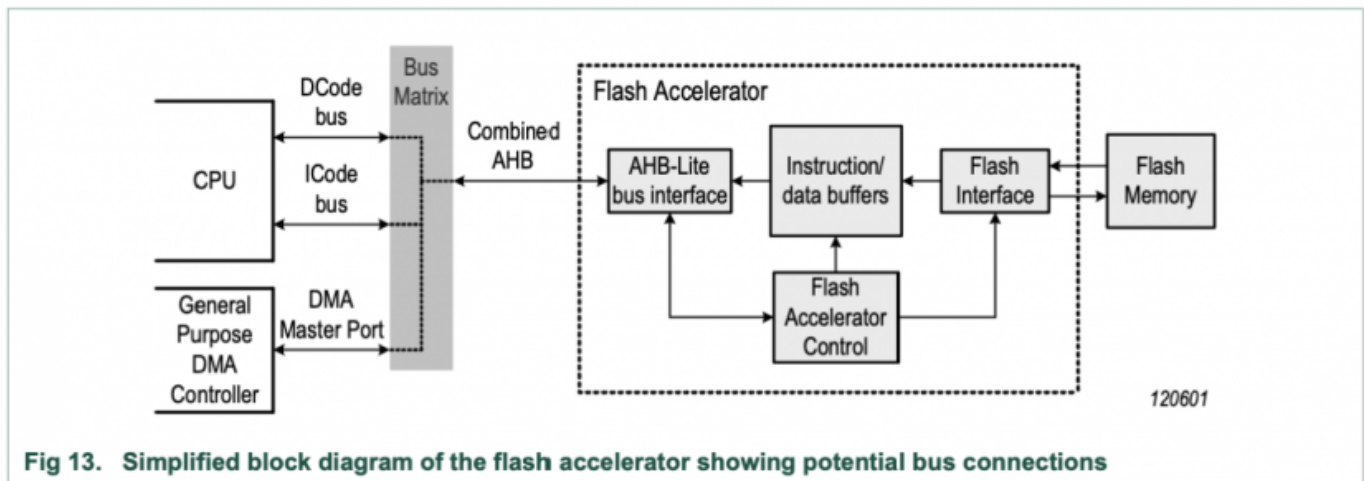 DCode
bus
Bus
Matrix
CPU
ICode
bus
General
Purpose
DMA
Controller
DMA
Master Port
Combined
AHB
Flash Accelerator
AHB-Lite
bus interface
Instruction/
data buffers
Flash
Interface
Flash
Memory
Flash
Accelerator
Control
120601
Fig 13. Simplified block diagram of the flash accelerator showing potential bus connections